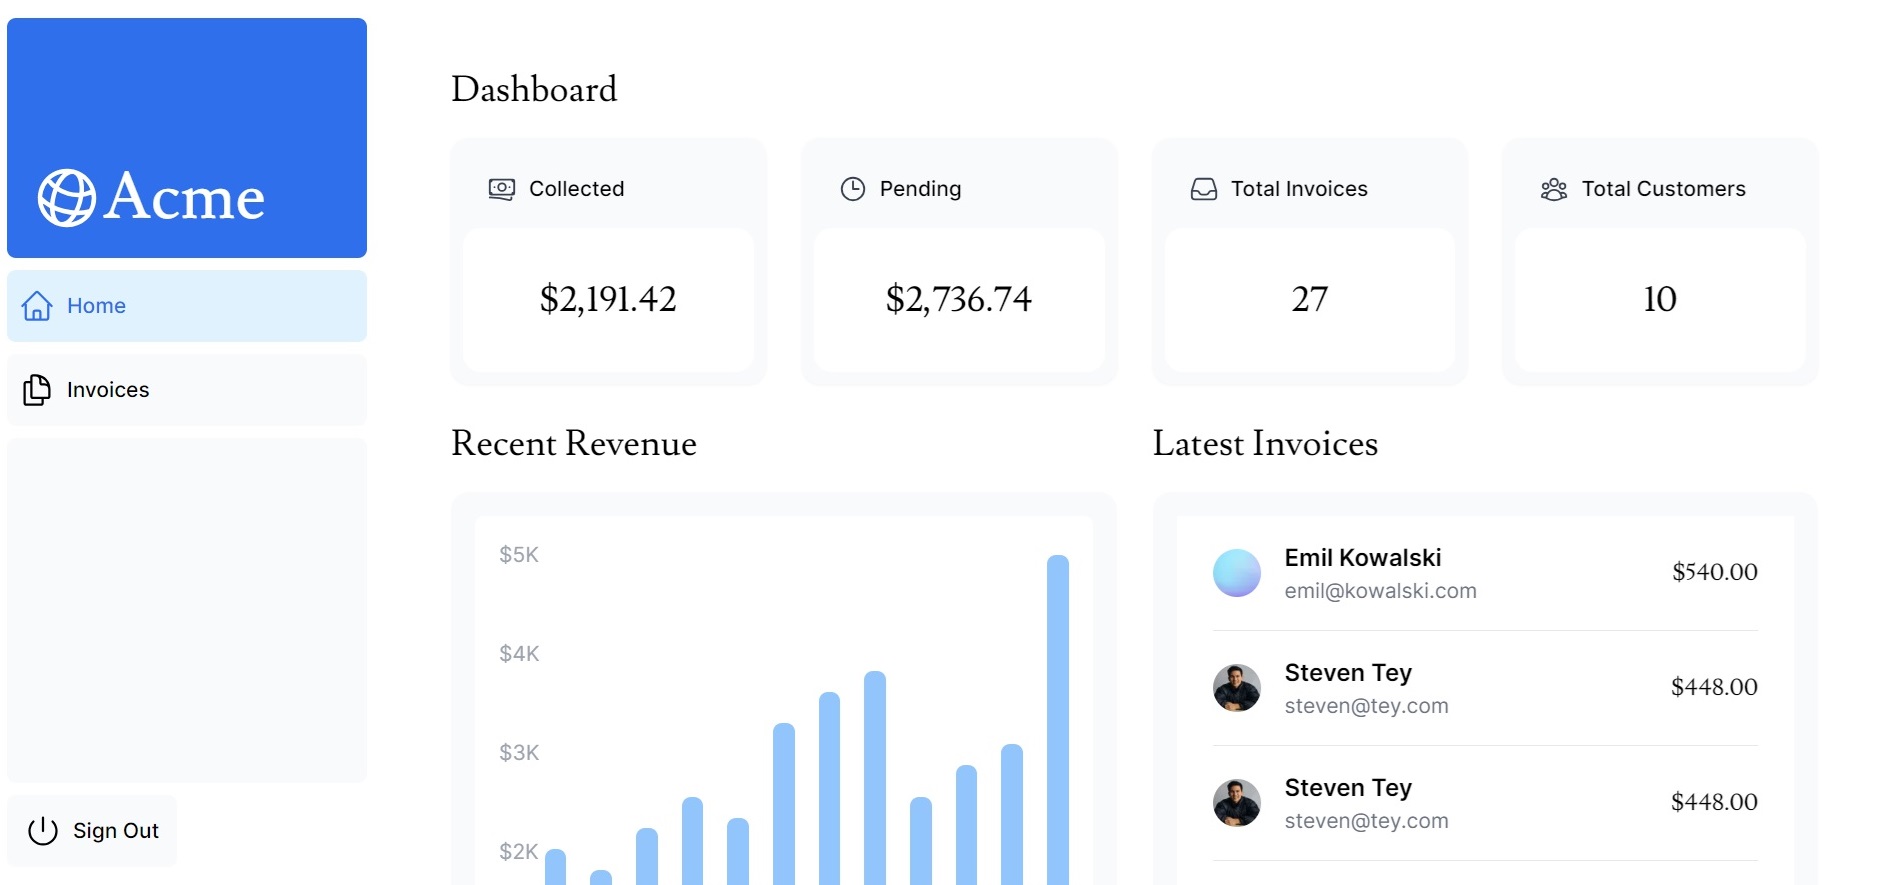 Acme
Home
Invoices
Sign Out
Dashboard
Collected
$2,191.42
Pending
$2,736.74
Total Invoices
27
Total Customers
10
Recent Revenue
$5K
$4K
$3K
$2K
Latest Invoices
Emil Kowalski
emil@kowalski.com
$540.00
Steven Tey
steven@tey.com
$448.00
Steven Tey
steven@tey.com
$448.00